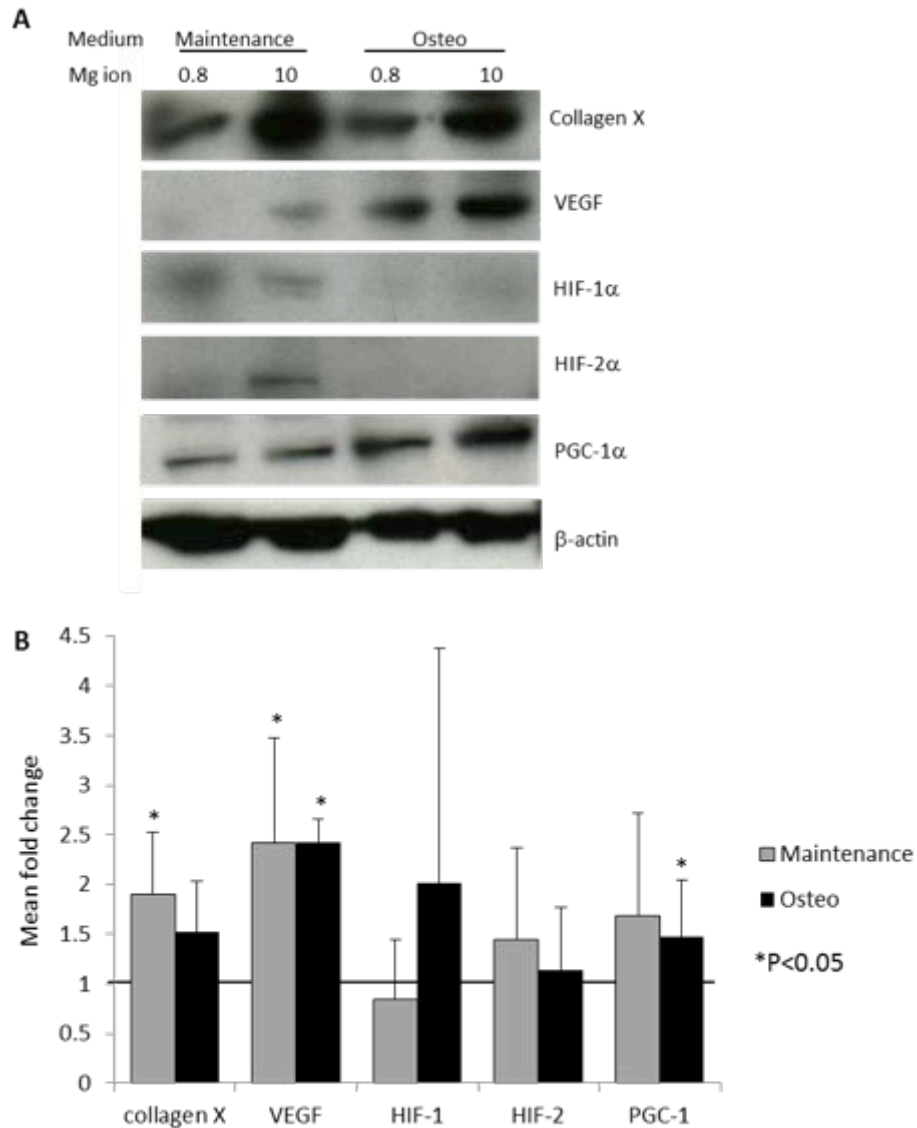 A
Medium Maintenance Osteo
Mg ion 0.8 10 0.8 10
Collagen X
VEGF
HIF-1α
HIF-2α
PGC-1α
β-actin
B
Mean fold change
4.5
4
3.5
3
2.5
2
1.5
1
0.5
0
* * * *
collagen X VEGF HIF-1 HIF-2 PGC-1
Maintenance
Osteo
*P<0.05